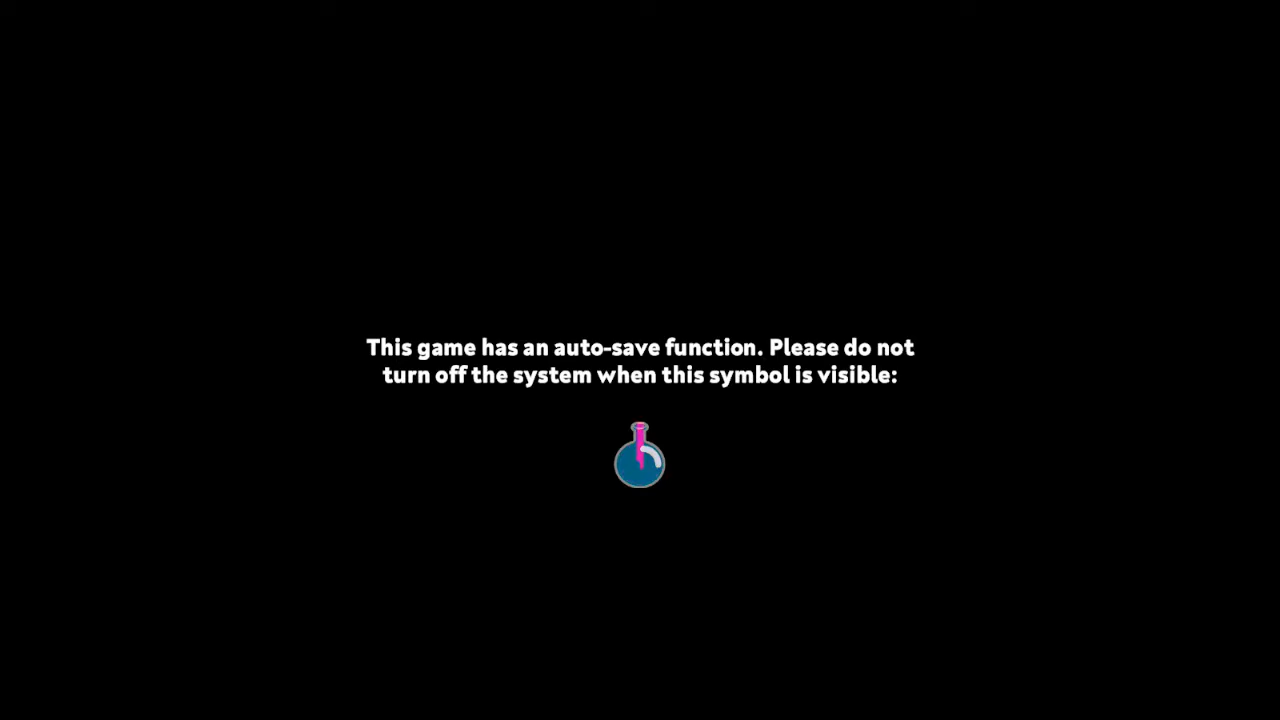 This game has an auto-save function. Please do not
turn off the system when this symbol is visible: